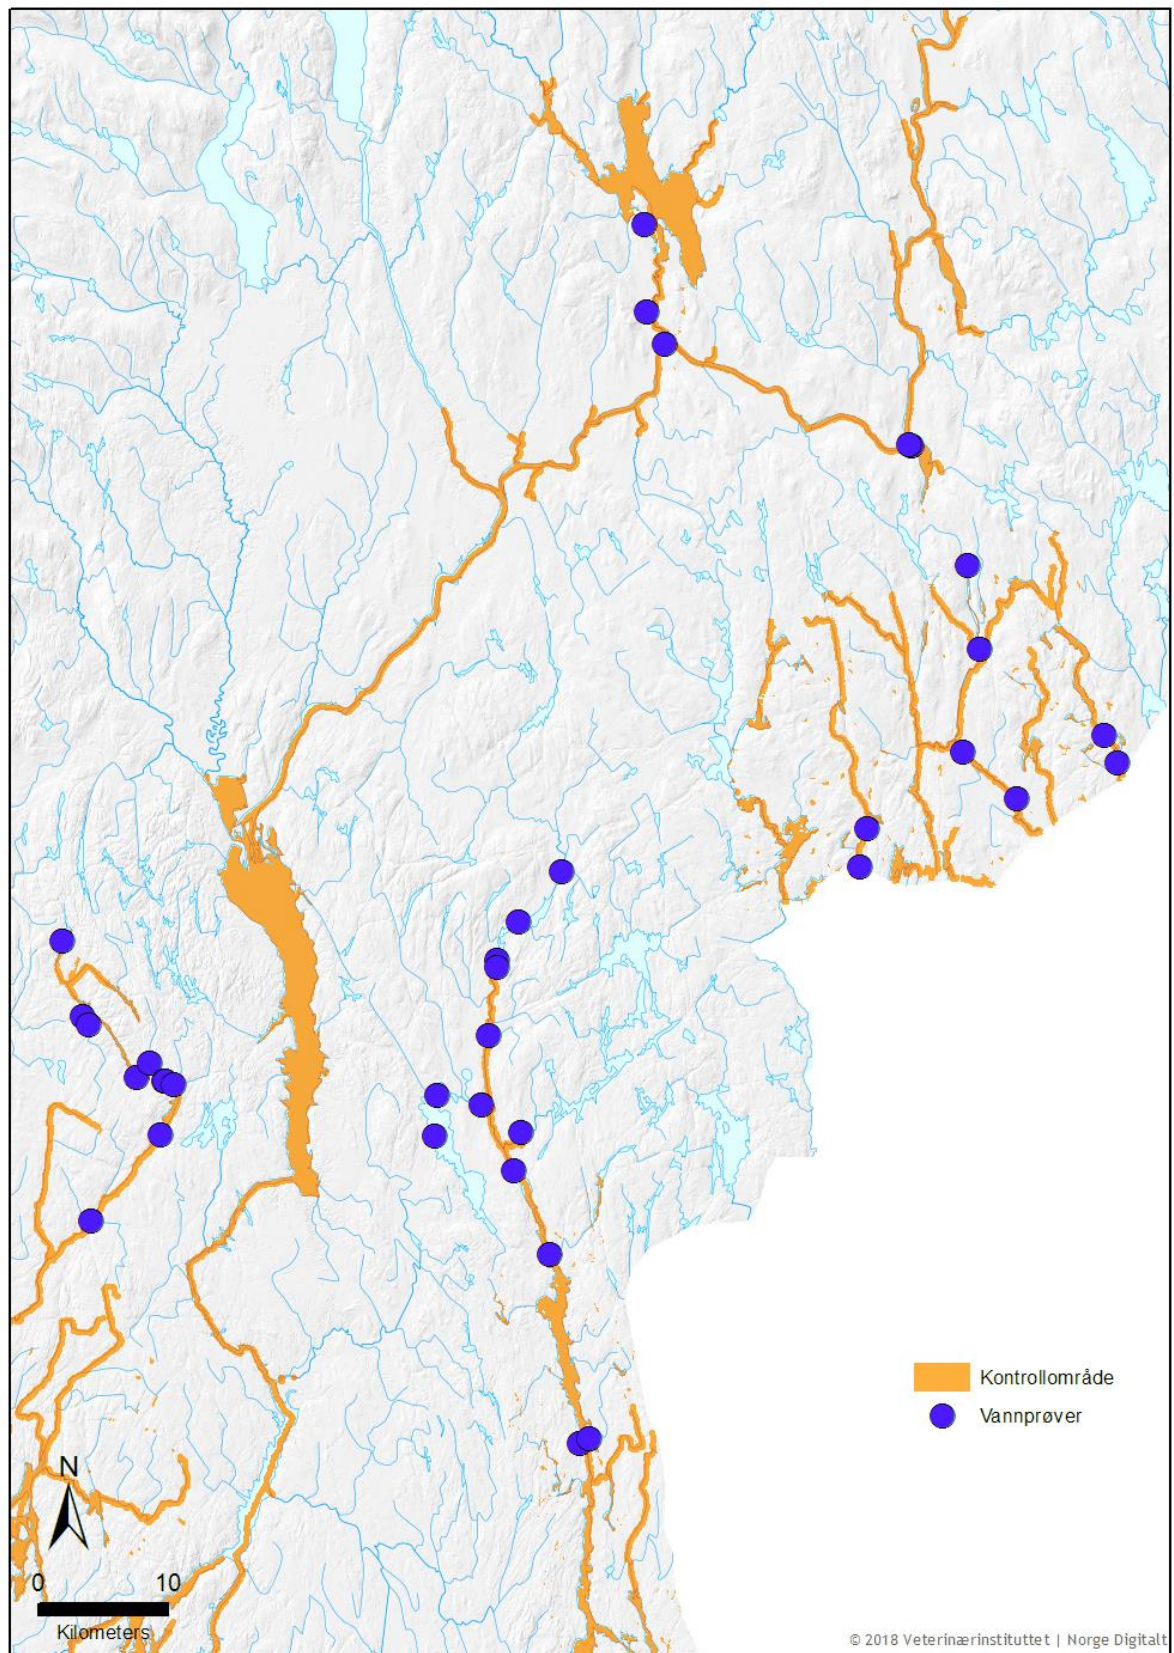 Kontrollområde
Vannprøver
N
0 10
Kilometers
© 2018 Veterinærinstituttet | Norge Digitalt